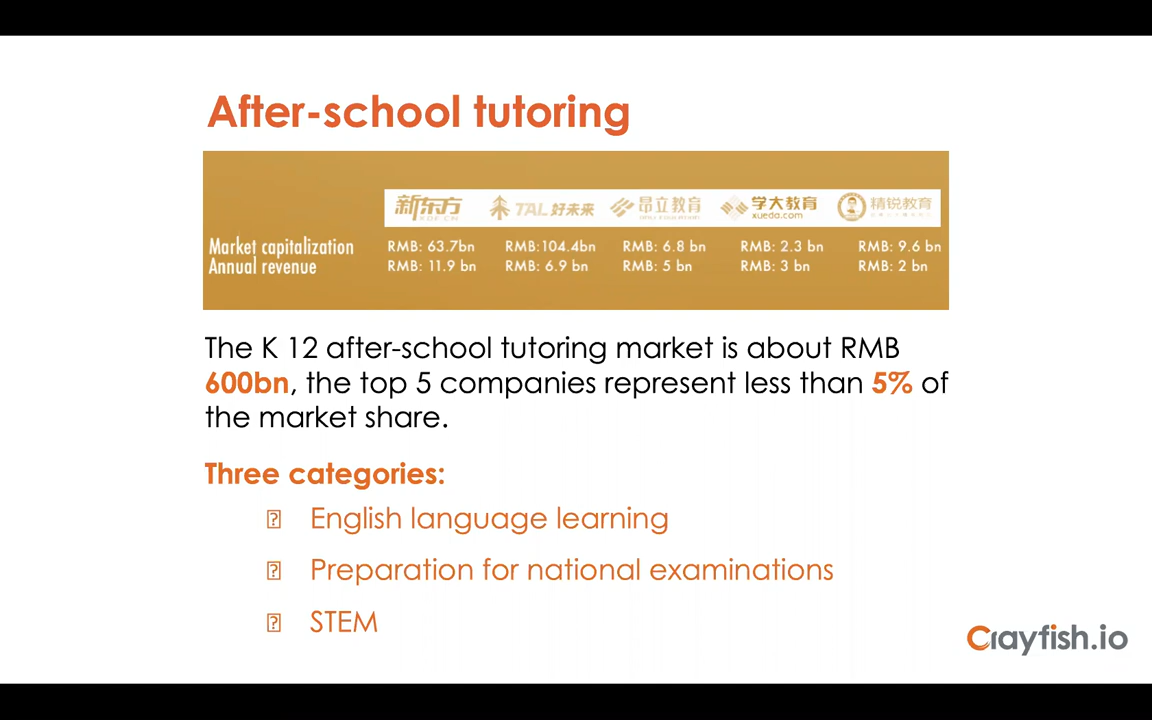 After-school tutoring
新东方 XDF.CN TAL 好未来 昂立教育 学大教育 xueda.com 精锐教育
Market capitalization RMB: 63.7bn RMB:104.4bn RMB: 6.8 bn RMB: 2.3 bn RMB: 9.6 bn
Annual revenue RMB: 11.9 bn RMB: 6.9 bn RMB: 5 bn RMB: 3 bn RMB: 2 bn
The K 12 after-school tutoring market is about RMB
600bn, the top 5 companies represent less than 5% of
the market share.
Three categories:
English language learning
Preparation for national examinations
STEM
Crayfish.io